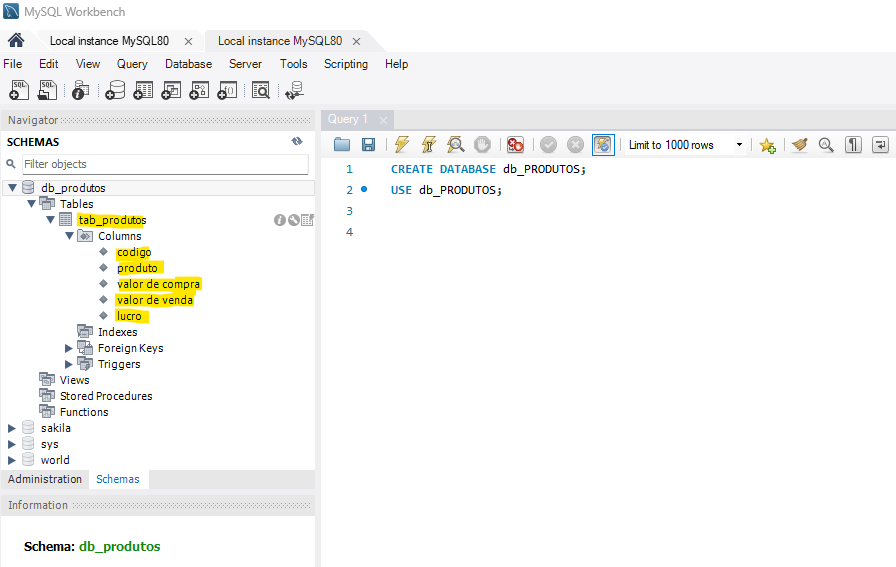 MySQL Workbench
Local instance MySQL80 × Local instance MySQL80 ×
File Edit View Query Database Server Tools Scripting Help
SQL SQL
Navigator
SCHEMAS
Filter objects
db_produtos
Tables
tab_produtos
Columns
codigo
produto
valor de compra
valor de venda
lucro
Indexes
Foreign Keys
Triggers
Views
Stored Procedures
Functions
sakila
sys
world
Administration Schemas
Information
Schema: db_produtos
Query 1 ×
Limit to 1000 rows
1 CREATE DATABASE db_PRODUTOS;
2 USE db_PRODUTOS;
3
4